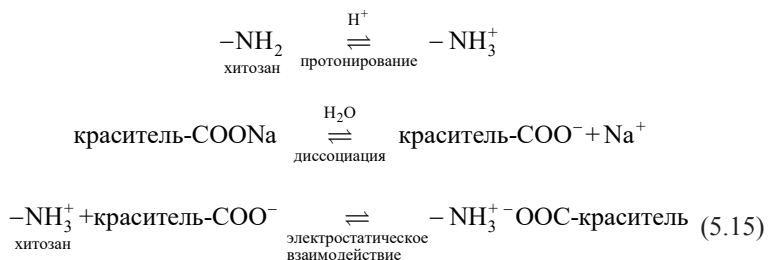 H⁺
−NH₂ ⇌ −NH₃⁺
хитозан протонирование
H₂O
краситель-COONa ⇌ краситель-COO⁻+Na⁺
диссоциация
−NH₃⁺+краситель-COO⁻ ⇌ −NH₃⁺⁻OOC-краситель (5.15)
хитозан электростатическое
взаимодействие